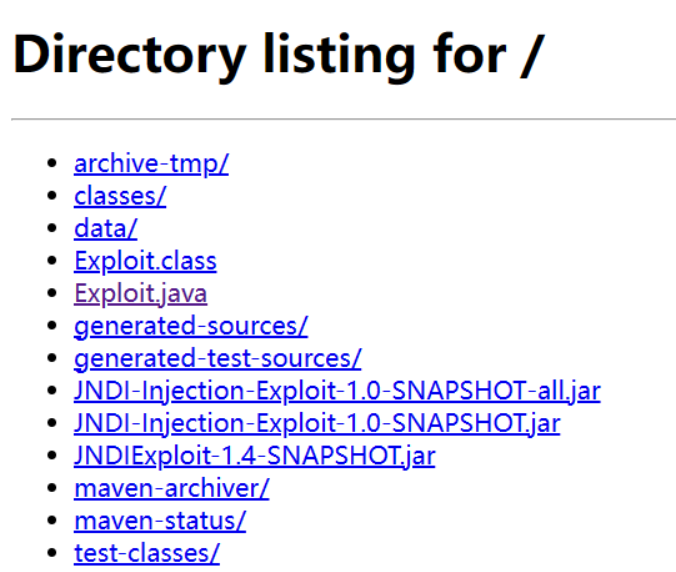 Directory listing for /
archive-tmp/
classes/
data/
Exploit.class
Exploit.java
generated-sources/
generated-test-sources/
JNDI-Injection-Exploit-1.0-SNAPSHOT-all.jar
JNDI-Injection-Exploit-1.0-SNAPSHOT.jar
JNDIExploit-1.4-SNAPSHOT.jar
maven-archiver/
maven-status/
test-classes/